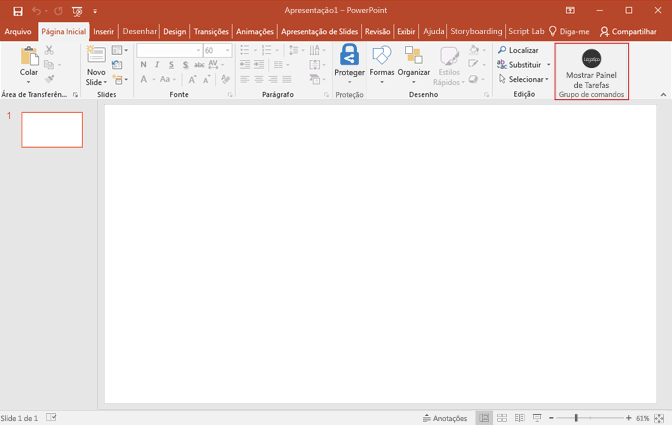 Apresentação1 – PowerPoint
Arquivo Página Inicial Inserir Desenhar Design Transições Animações Apresentação de Slides Revisão Exibir Ajuda Storyboarding Script Lab Diga-me Compartilhar
Colar
Novo
Slide
60
N I S S abc AV
Aa A A A
Proteger
Formas
Organizar
Estilos
Rápidos
Localizar
Substituir
Selecionar
Mostrar Painel
de Tarefas
Área de Transferên... Slides Fonte Parágrafo Proteção Desenho Edição Grupo de comandos
1
Slide 1 de 1 Anotações 61%